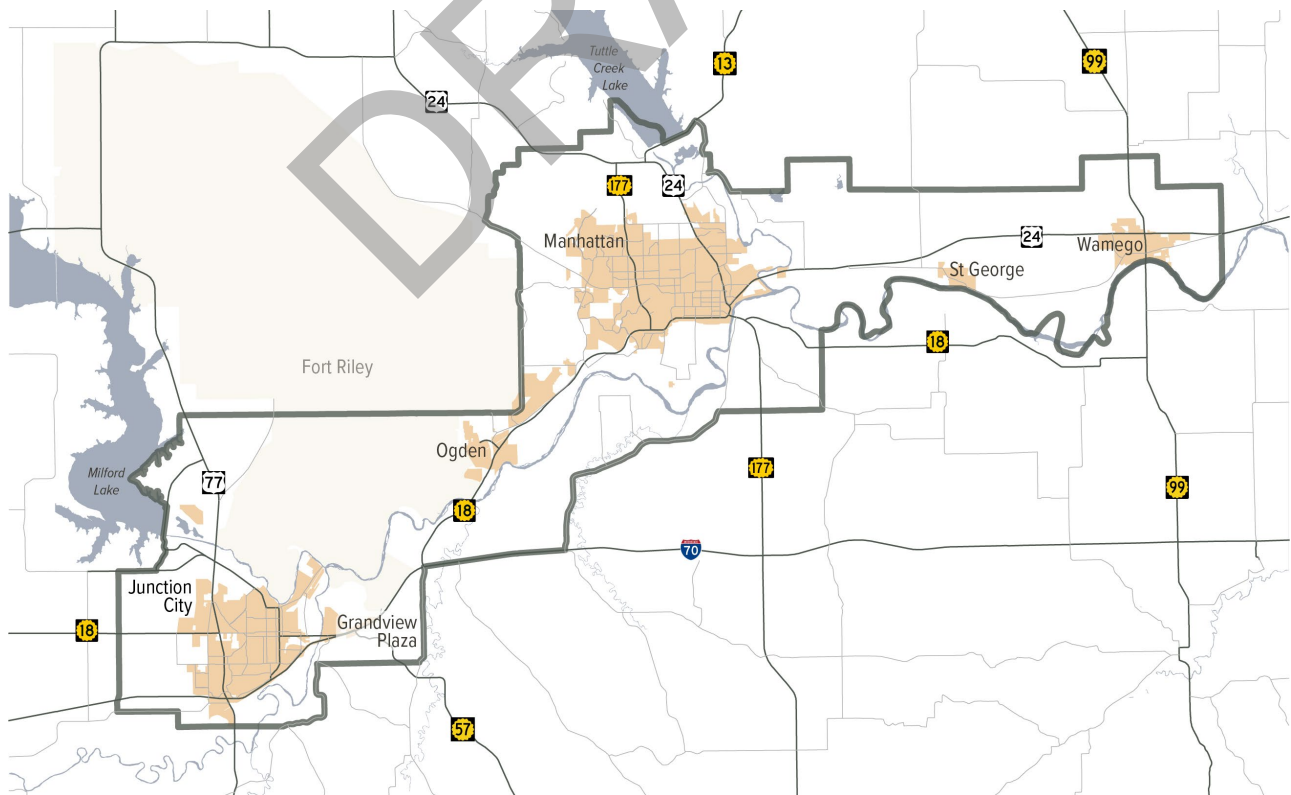 Tuttle
Creek
Lake
13
99
24
DRA
177
24
Manhattan
24
Wamego
St George
18
Fort Riley
Ogden
177
Milford
Lake
77
99
18
70
Junction
City
18
Grandview
Plaza
57